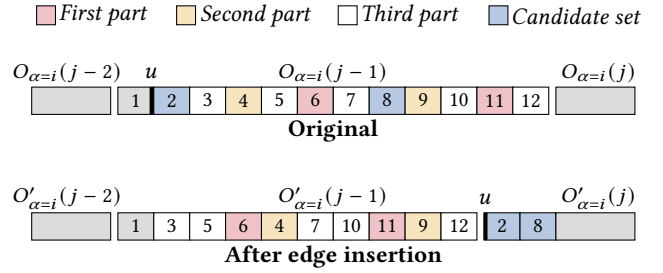 First part Second part Third part Candidate set
O_{α=i}(j − 2) u O_{α=i}(j − 1) O_{α=i}(j)
1 2 3 4 5 6 7 8 9 10 11 12
Original
O'_{α=i}(j − 2) O'_{α=i}(j − 1) u O'_{α=i}(j)
1 3 5 6 4 7 10 11 9 12 2 8
After edge insertion